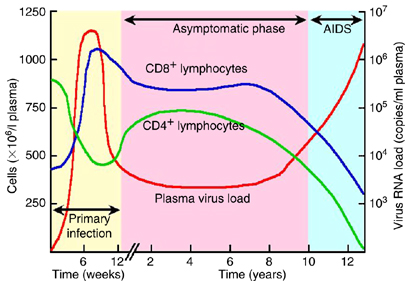 1250
1000
750
500
250
Cells (×10⁶/l plasma)
Asymptomatic phase
AIDS
CD8⁺ lymphocytes
CD4⁺ lymphocytes
Plasma virus load
Primary
infection
10⁷
10⁶
10⁵
10⁴
10³
Virus RNA load (copies/ml plasma)
6 12 2 4 6 8 10 12
Time (weeks) Time (years)